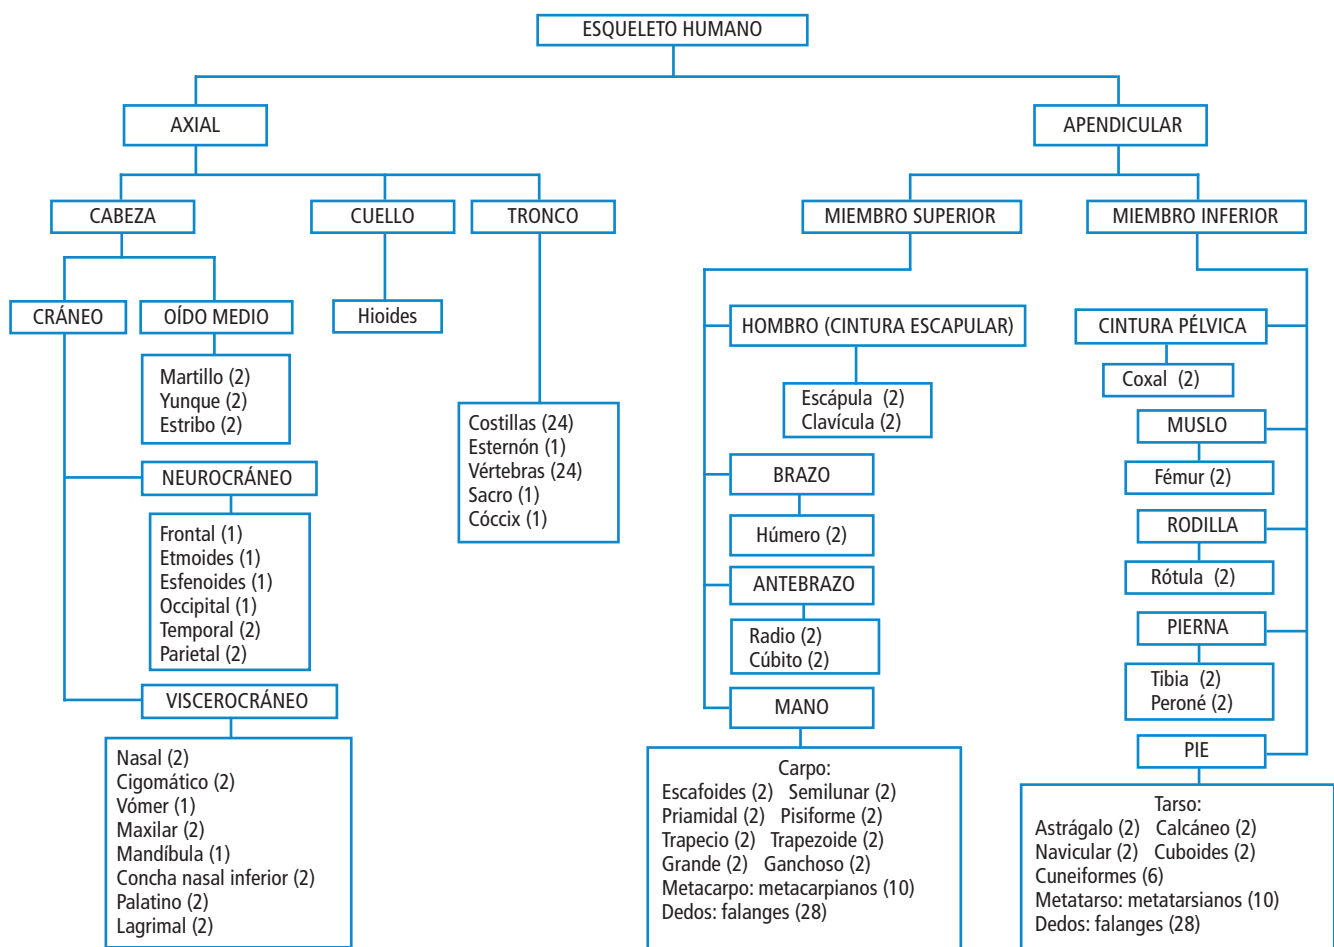 ESQUELETO HUMANO
AXIAL
APENDICULAR
CABEZA
CUELLO
TRONCO
MIEMBRO SUPERIOR
MIEMBRO INFERIOR
CRÁNEO
OÍDO MEDIO
Martillo (2)
Yunque (2)
Estribo (2)
NEUROCRÁNEO
Frontal (1)
Etmoides (1)
Esfenoides (1)
Occipital (1)
Temporal (2)
Parietal (2)
VISCEROCRÁNEO
Nasal (2)
Cigomático (2)
Vómer (1)
Maxilar (2)
Mandíbula (1)
Concha nasal inferior (2)
Palatino (2)
Lagrimal (2)
Hioides
Costillas (24)
Esternón (1)
Vértebras (24)
Sacro (1)
Cóccix (1)
HOMBRO (CINTURA ESCAPULAR)
Escápula (2)
Clavícula (2)
BRAZO
Húmero (2)
ANTEBRAZO
Radio (2)
Cúbito (2)
MANO
Carpo:
Escafoides (2) Semilunar (2)
Priamidal (2) Pisiforme (2)
Trapecio (2) Trapezoide (2)
Grande (2) Ganchoso (2)
Metacarpo: metacarpianos (10)
Dedos: falanges (28)
CINTURA PÉLVICA
Coxal (2)
MUSLO
Fémur (2)
RODILLA
Rótula (2)
PIERNA
Tibia (2)
Peroné (2)
PIE
Tarso:
Astrágalo (2) Calcáneo (2)
Navicular (2) Cuboides (2)
Cuneiformes (6)
Metatarso: metatarsianos (10)
Dedos: falanges (28)